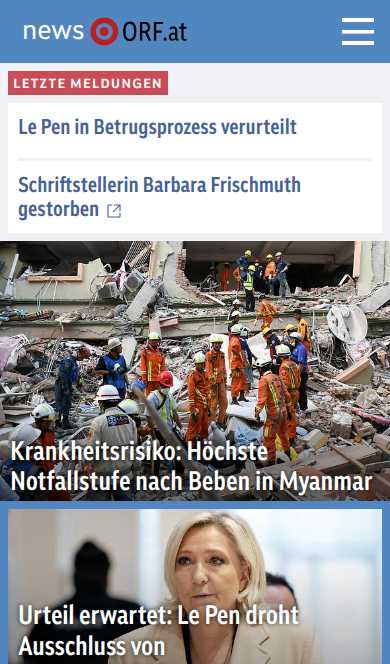 news ORF.at
LETZTE MELDUNGEN
Le Pen in Betrugsprozess verurteilt
Schriftstellerin Barbara Frischmuth
gestorben
Krankheitsrisiko: Höchste
Notfallstufe nach Beben in Myanmar
Urteil erwartet: Le Pen droht
Ausschluss von